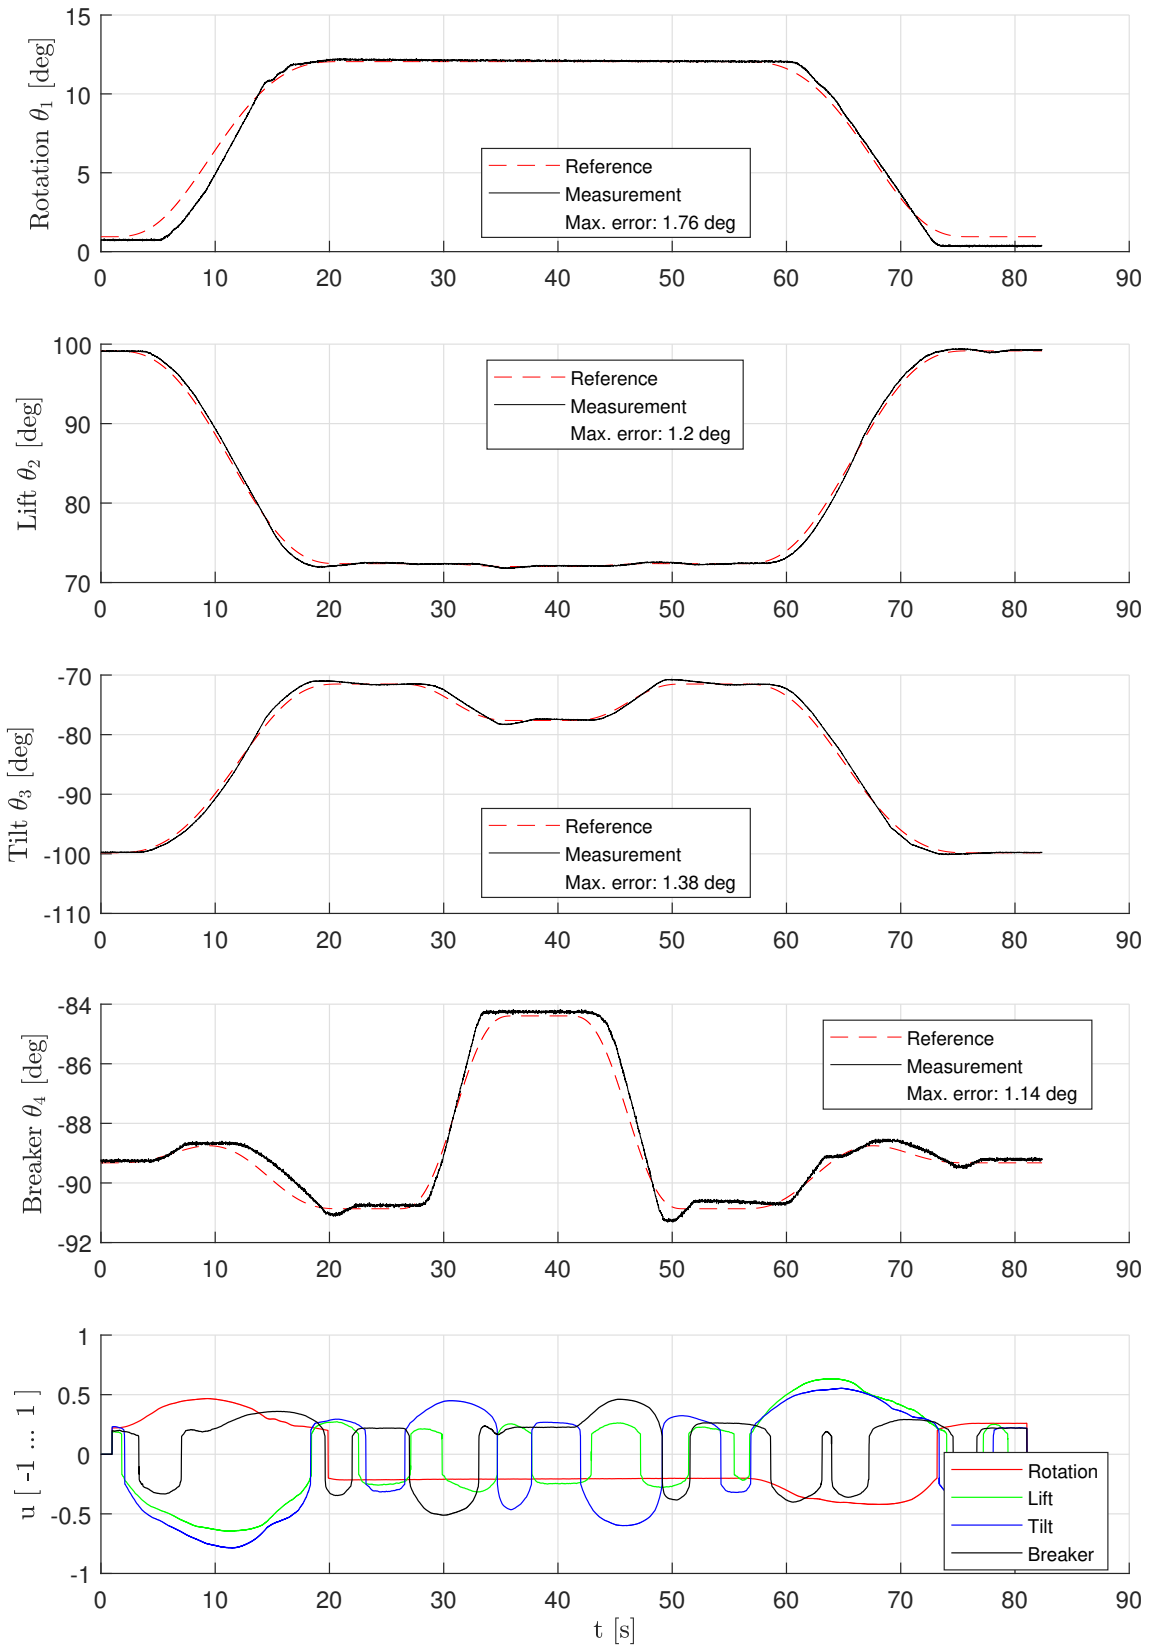 15
10
5
0
Rotation θ1 [deg]
Reference
Measurement
Max. error: 1.76 deg
0 10 20 30 40 50 60 70 80 90
100
90
80
70
Lift θ2 [deg]
Reference
Measurement
Max. error: 1.2 deg
0 10 20 30 40 50 60 70 80 90
-70
-80
-90
-100
-110
Tilt θ3 [deg]
Reference
Measurement
Max. error: 1.38 deg
0 10 20 30 40 50 60 70 80 90
-84
-86
-88
-90
-92
Breaker θ4 [deg]
Reference
Measurement
Max. error: 1.14 deg
0 10 20 30 40 50 60 70 80 90
1
0.5
0
-0.5
-1
u [ -1 ... 1 ]
Rotation
Lift
Tilt
Breaker
0 10 20 30 40 50 60 70 80 90
t [s]